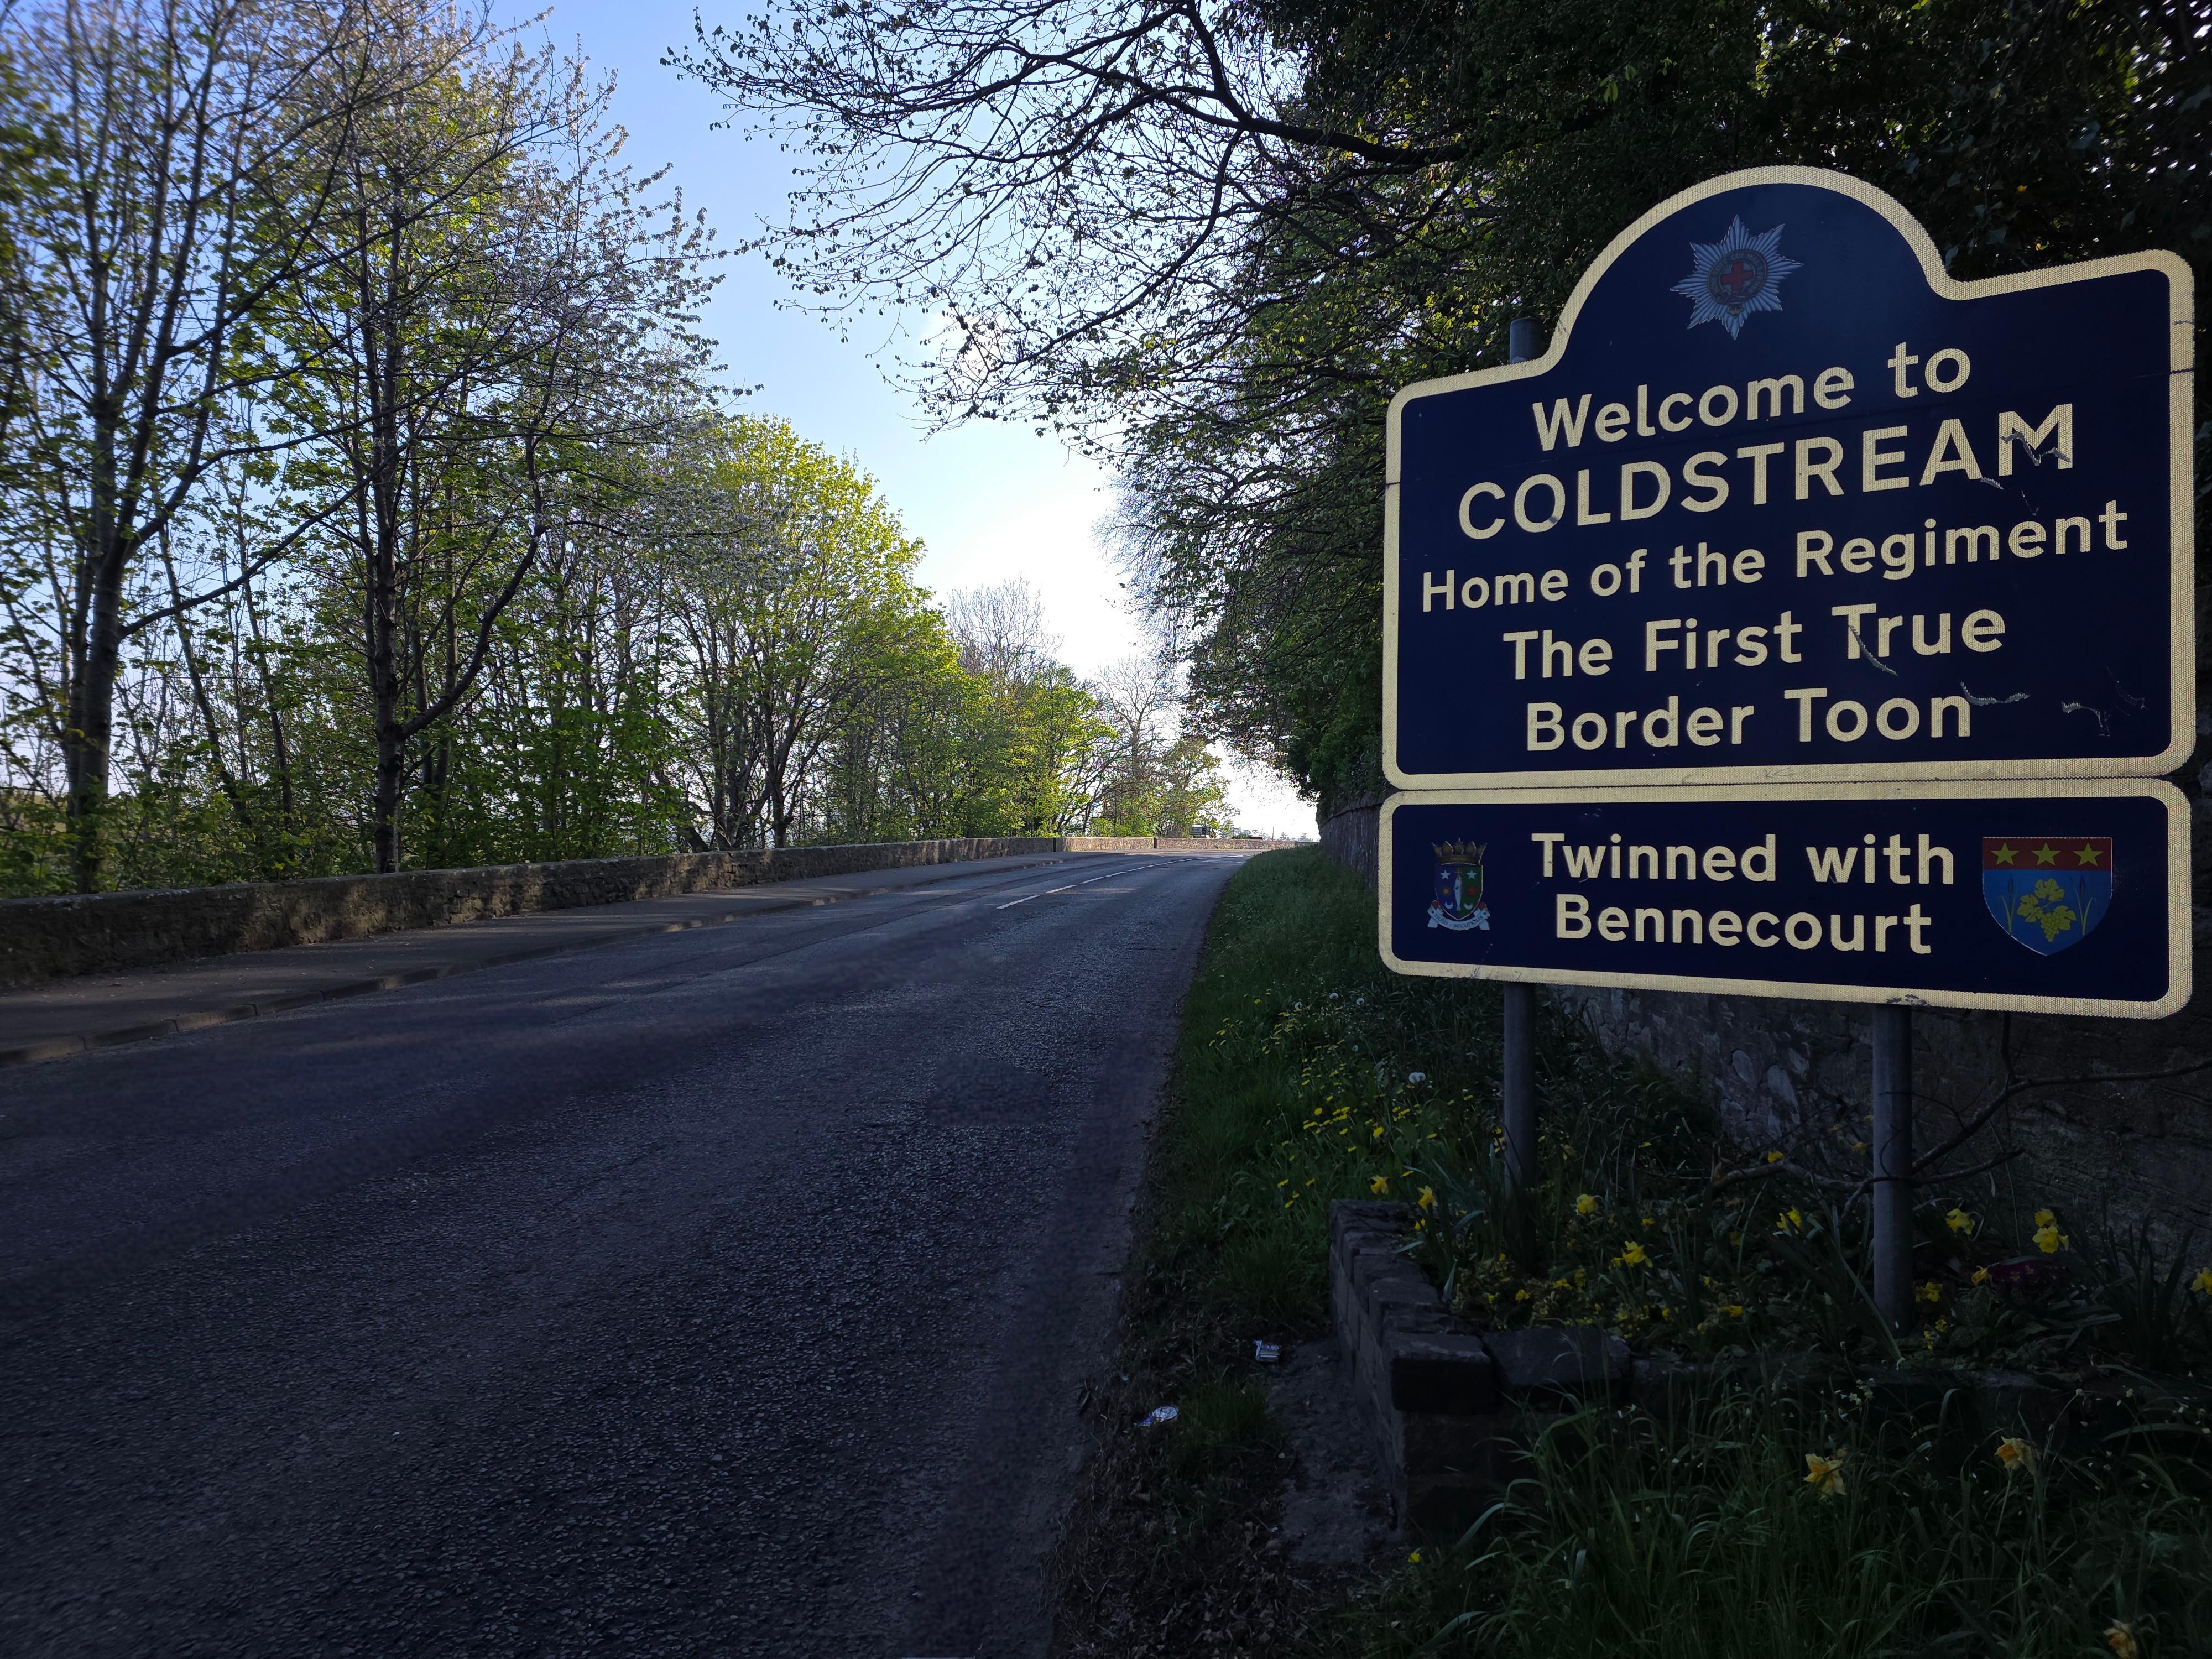 Welcome to
COLDSTREAM
Home of the Regiment
The First True
Border Toon
Twinned with
Bennecourt